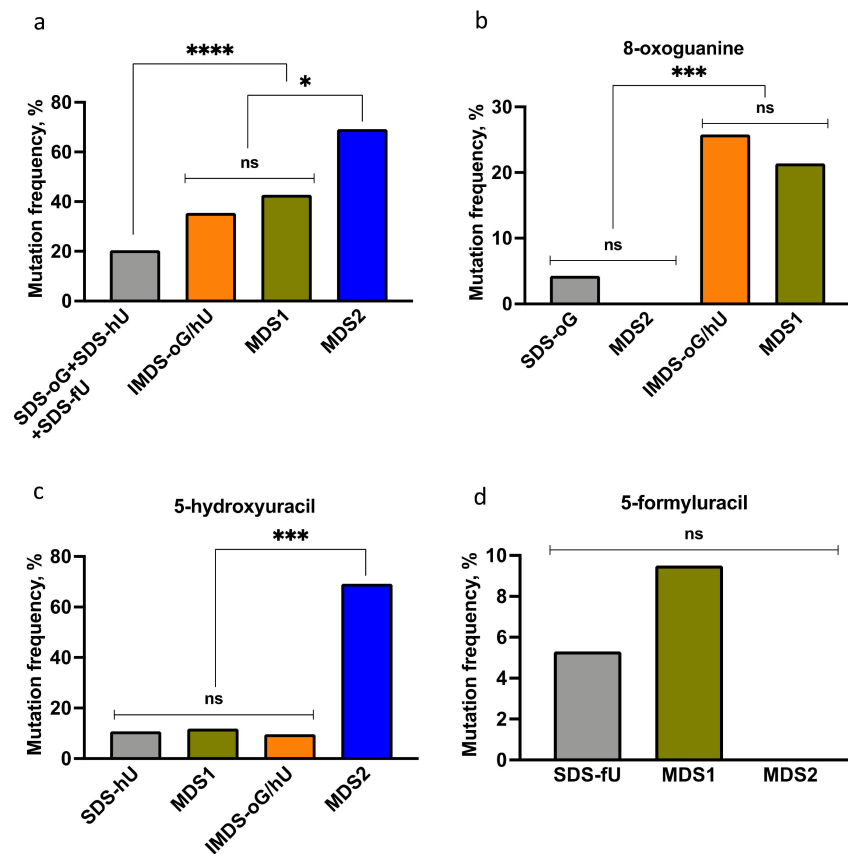 a
****
*
ns
Mutation frequency, %
80
60
40
20
0
SDS-oG+SDS-hU
+SDS-fU
IMDS-oG/hU
MDS1
MDS2
b
8-oxoguanine
***
ns
ns
Mutation frequency, %
30
20
10
0
SDS-oG
MDS2
IMDS-oG/hU
MDS1
c
5-hydroxyuracil
***
ns
Mutation frequency, %
80
60
40
20
0
SDS-hU
MDS1
IMDS-oG/hU
MDS2
d
5-formyluracil
ns
Mutation frequency, %
10
8
6
4
2
0
SDS-fU
MDS1
MDS2